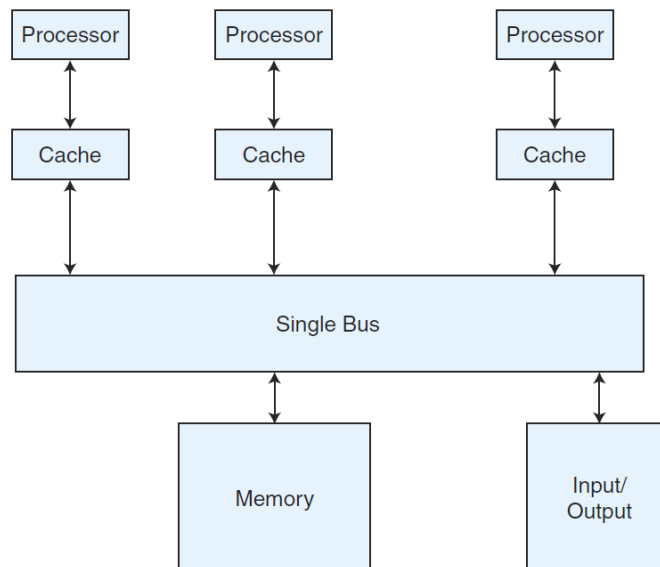 Processor
Processor
Processor
Cache
Cache
Cache
Single Bus
Memory
Input/
Output